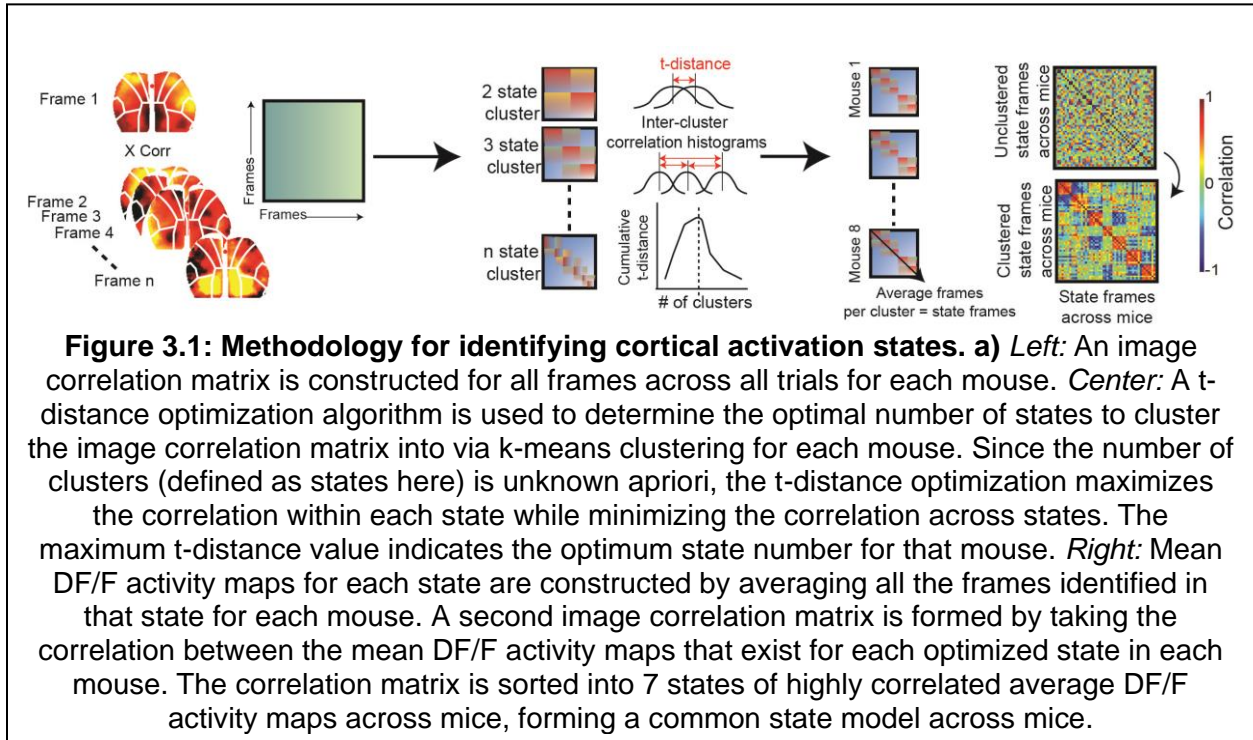 Frame 1
X Corr
Frame 2
Frame 3
Frame 4
Frame n
Frames
Frames
2 state
cluster
3 state
cluster
n state
cluster
t-distance
Inter-cluster
correlation histograms
Cumulative
t-distance
# of clusters
Mouse 1
Mouse 8
Average frames
per cluster = state frames
Unclustered
state frames
across mice
Clustered
state frames
across mice
State frames
across mice
1
0
-1
Correlation
Figure 3.1: Methodology for identifying cortical activation states. a) Left: An image
correlation matrix is constructed for all frames across all trials for each mouse. Center: A t-
distance optimization algorithm is used to determine the optimal number of states to cluster
the image correlation matrix into via k-means clustering for each mouse. Since the number of
clusters (defined as states here) is unknown apriori, the t-distance optimization maximizes
the correlation within each state while minimizing the correlation across states. The
maximum t-distance value indicates the optimum state number for that mouse. Right: Mean
DF/F activity maps for each state are constructed by averaging all the frames identified in
that state for each mouse. A second image correlation matrix is formed by taking the
correlation between the mean DF/F activity maps that exist for each optimized state in each
mouse. The correlation matrix is sorted into 7 states of highly correlated average DF/F
activity maps across mice, forming a common state model across mice.